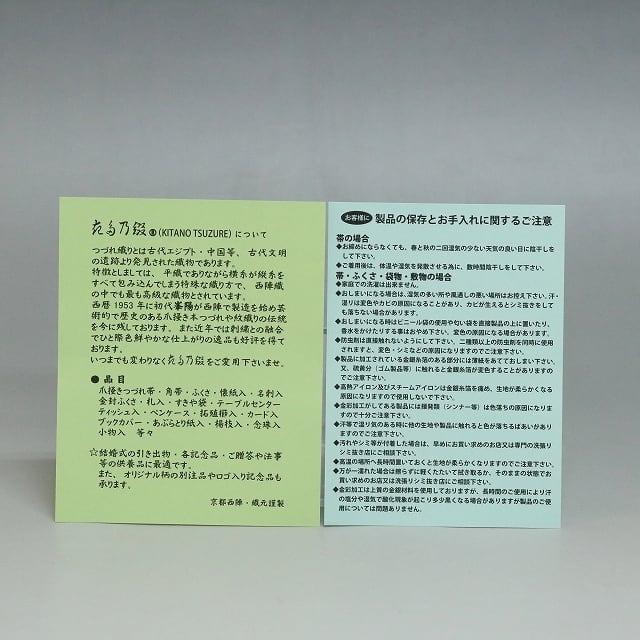 (KITANO TSUZURE)について
つづれ織りとは古代エジプト・中国等、古代文明
の遺跡より発見された織物であります。
特徴としましては、平織でありながら横糸が縦糸を
すべて包み込んでしまう特殊な織り方で、西陣織
の中でも最も高級な織物とされています。
西暦1953年に初代峯陽が西陣で製造を始め芸
術的で歴史のある爪掻き本つづれや紋織りの伝統
を今に残しております。また近年では刺繍との融合
でひと際色鮮やかな仕上がりの逸品も好評を得て
おります。
いつまでも変わりなくをご愛用下さいませ。
●品目
爪掻きつづれ帯・角帯・ふくさ・懐紙入・名刺入
金封ふくさ・札入・すきや袋・テーブルセンター
ティッシュ入・ペンケース・拓殖櫛入・カード入
ブックカバー・あぶらとり紙入・楊枝入・念珠入
小物入 等々
☆結婚式の引き出物・各記念品・ご贈答や法事
等の供養品に最適です。
また、オリジナル柄の別注品やロゴ入り記念品も
承ります。
京都西陣・織元謹製
お客様に 製品の保存とお手入れに関するご注意
帯の場合
●お締めにならなくても、春と秋の二回湿気の少ない天気の良い日に陰干しを
して下さい。
●ご着用後は、体温や湿気を発散させる為に、数時間陰干しをして下さい。
帯・ふくさ・袋物・敷物の場合
●家庭での洗濯は出来ません。
●おしまいになる場合は、湿気の多い所や風通しの悪い場所はお控え下さい。汗・
湿りは変色やカビの原因になることがあり、カビが生えるとシミ抜きをして
も落ちない場合があります。
●おしまいになる時はビニール袋の使用や匂い袋を直接製品の上に置いたり、
香水をかけたりする事はおやめ下さい。変色の原因になる場合があります。
●防虫剤は直接触れないようにして下さい。二種類以上の防虫剤を同時に使用
されますと、変色・シミなどの原因になりますのでご注意下さい。
●製品に加工されている金銀糸箔のある部分には薄紙をあてておしまい下さい。
又、硫黄分(ゴム製品等)に触れると金銀糸箔が変色することがありますので
ご注意下さい。
●高熱アイロン及びスチームアイロンは金銀糸箔を痛め、生地が柔らかくなる
原因になりますので使用しないで下さい。
●金彩加工がしてある製品には顔発類(シンナー等)は色落ちの原因になりま
すので十分ご注意下さい。
●汗等で湿り気のある時に他の生地や製品に触れると色が落ちるおそれがあり
ますのでご注意下さい。
●汚れやシミ等が付着した場合は、早めにお買い求めのお店又は専門の洗張り
シミ抜き店にご相談下さい。
●高温の場所へ長時間置いておくと生地が柔らかくなりますのでご注意下さい。
●万が一濡れた場合は擦らずに軽くたたいて拭き取るか、そのままの状態でお
買い求めのお店又は洗張りシミ抜き店にご相談下さい。
●金彩加工は上質の金銀材料を使用しておりますが、長時間のご使用により汗
の塩分や湿気で酸化現象が起こり多少黒くなる場合がありますが製品のご使
用については問題ありません。